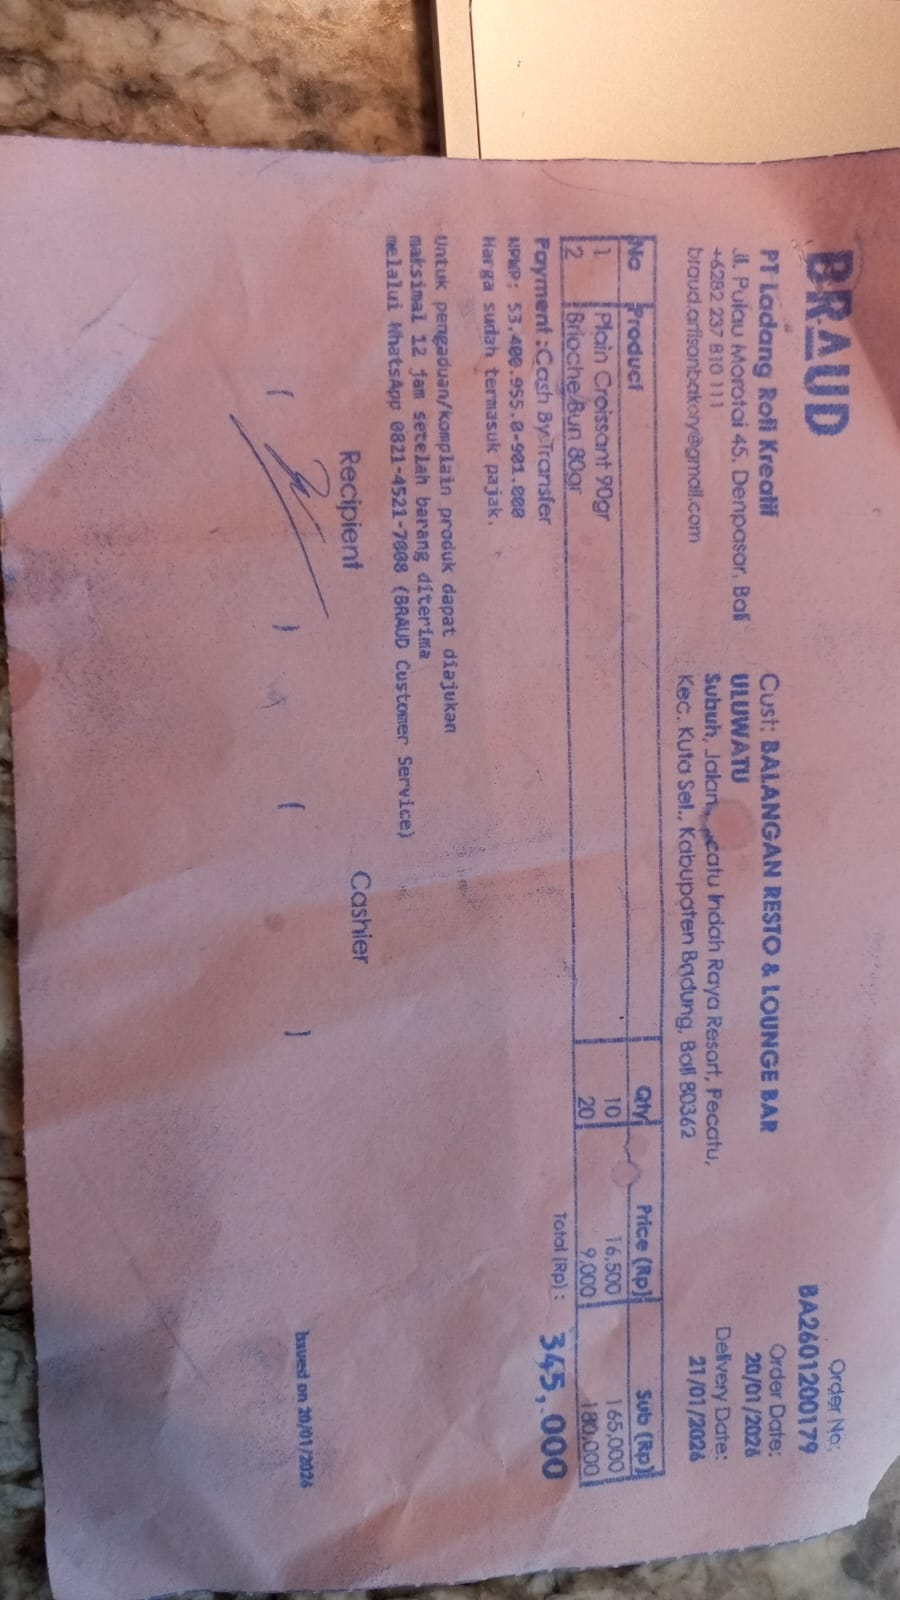 BRAUD
PT Ladang Roti Kreatif
Jl. Pulau Morotai 45, Denpasar, Bali
+6282 237 810 111
braud.artisanbakery@gmail.com
Cust: BALANGAN RESTO & LOUNGE BAR
ULUWATU
Subuh, Jalan, catu Indah Raya Resort, Pecatu,
Kec. Kuta Sel., Kabupaten Badung, Bali 80362
Order No:
BA2601200179
Order Date:
20/01/2026
Delivery Date:
21/01/2026
No Product Qty Price (Rp) Sub (Rp)
1 Plain Croissant 90gr 10 16,500 165,000
2 Brioche Bun 80gr 20 9,000 180,000
Payment : Cash By Transfer Total (Rp) : 345,000
NPWP: 53.400.955.0-901.000
Harga sudah termasuk pajak.
Untuk pengaduan/komplain produk dapat diajukan
maksimal 12 jam setelah barang diterima
melalui WhatsApp 0821-4521-7008 (BRAUD Customer Service)
Recipient Cashier
( ) ( )
Issued on 20/01/2026